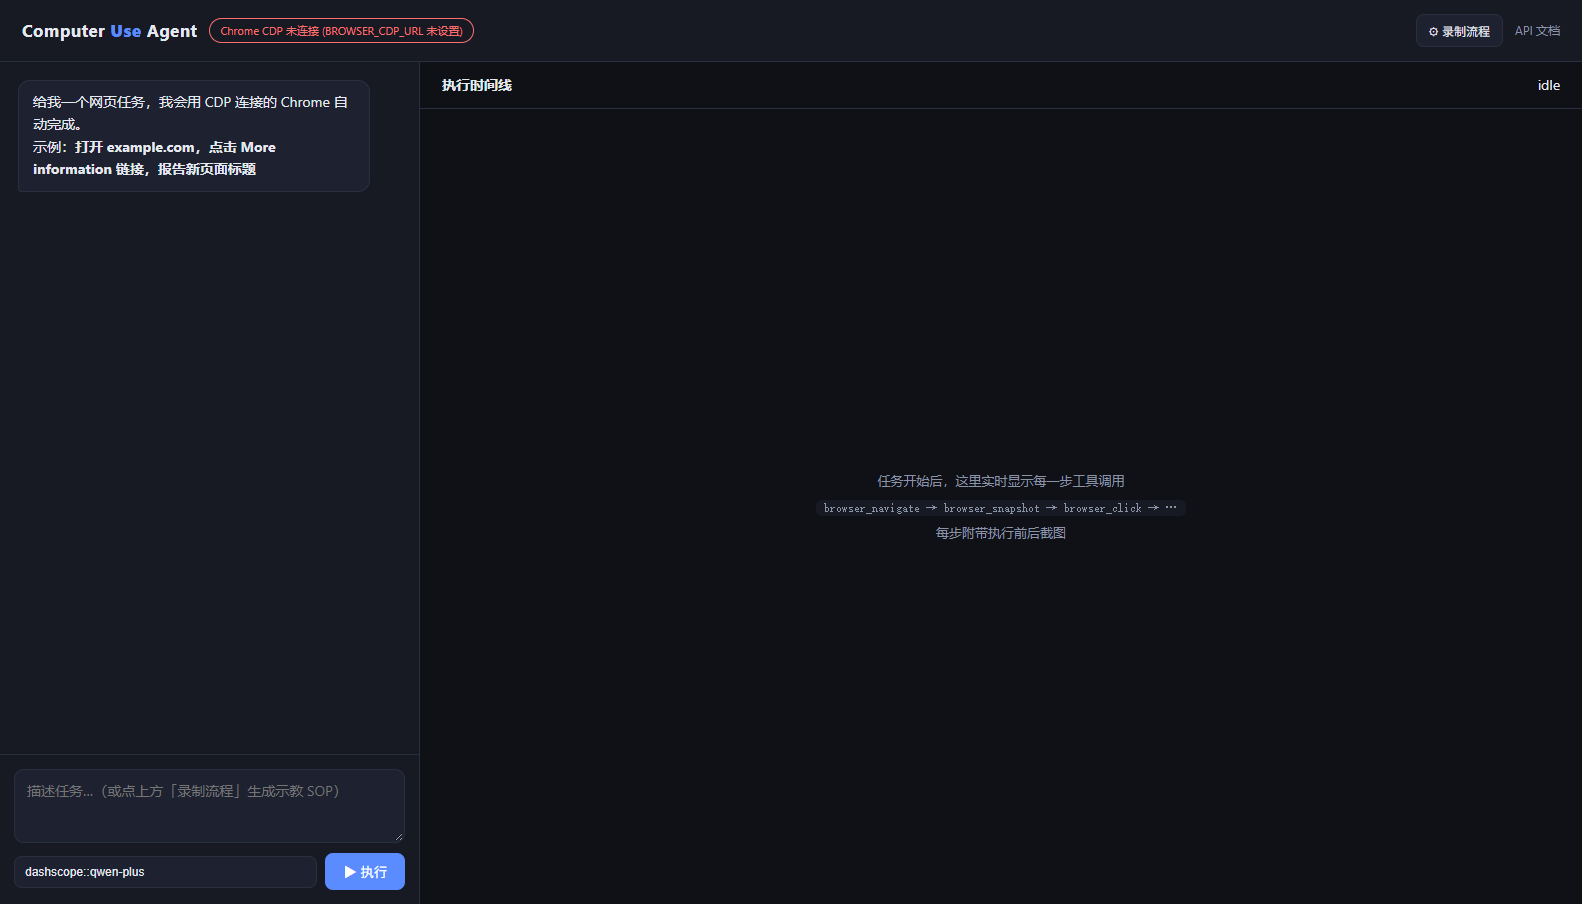 Computer Use Agent
Chrome CDP 未连接 (BROWSER_CDP_URL 未设置)
⚙ 录制流程
API 文档
给我一个网页任务，我会用 CDP 连接的 Chrome 自
动完成。
示例：打开 example.com，点击 More
information 链接，报告新页面标题
执行时间线
idle
任务开始后，这里实时显示每一步工具调用
browser_navigate → browser_snapshot → browser_click → ···
每步附带执行前后截图
描述任务...（或点上方「录制流程」生成示教 SOP）
dashscope::qwen-plus
▶ 执行